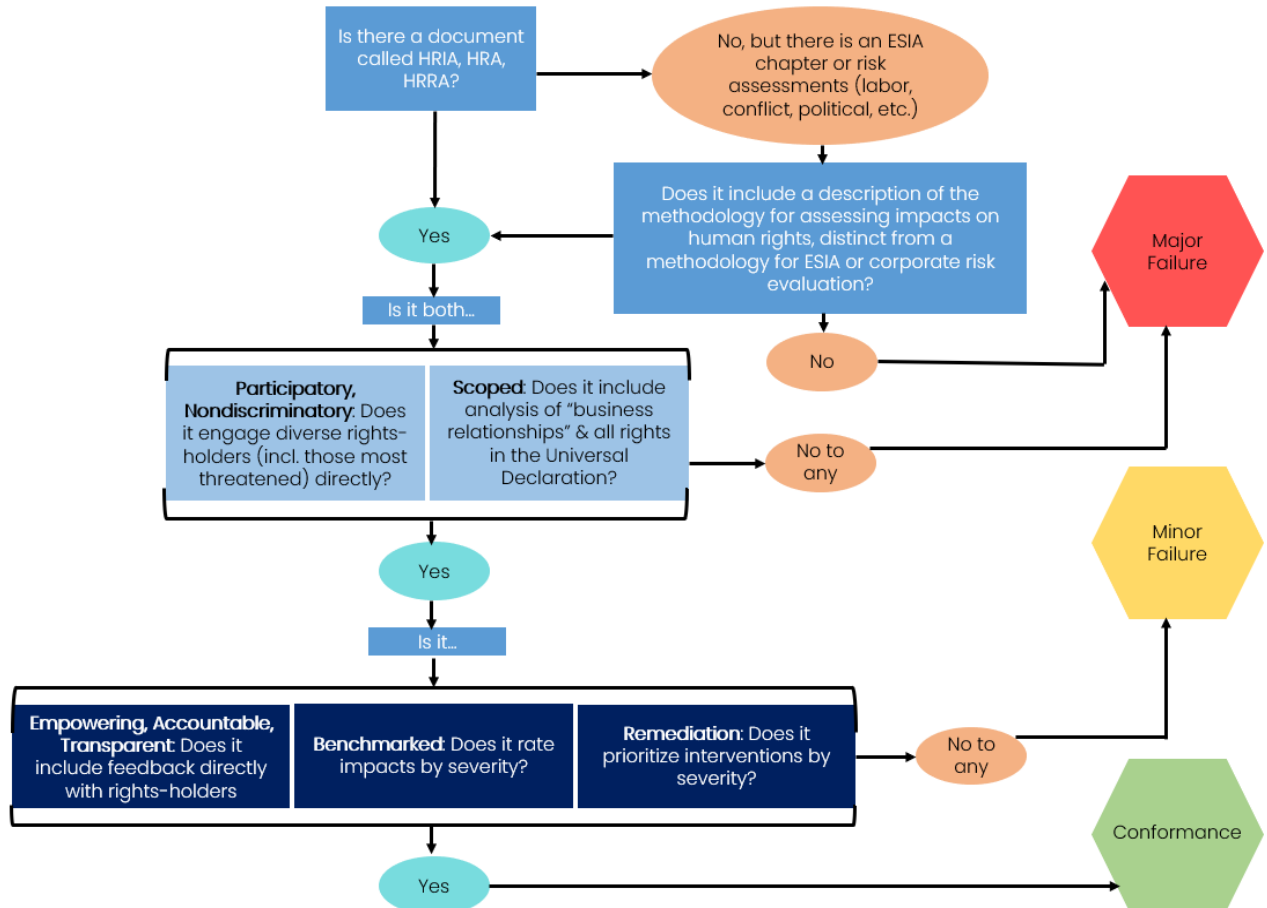 Is there a document
called HRIA, HRA,
HRRA?
No, but there is an ESIA
chapter or risk
assessments (labor,
conflict, political, etc.)
Does it include a description of the
methodology for assessing impacts on
human rights, distinct from a
methodology for ESIA or corporate risk
evaluation?
Major
Failure
Yes
Is it both...
No
Participatory,
Nondiscriminatory: Does
it engage diverse rights-
holders (incl. those most
threatened) directly?
Scoped: Does it include
analysis of “business
relationships” & all rights
in the Universal
Declaration?
No to
any
Minor
Failure
Yes
Is it...
Empowering, Accountable,
Transparent: Does it
include feedback directly
with rights-holders
Benchmarked: Does it rate
impacts by severity?
Remediation: Does it
prioritize interventions by
severity?
No to
any
Conformance
Yes